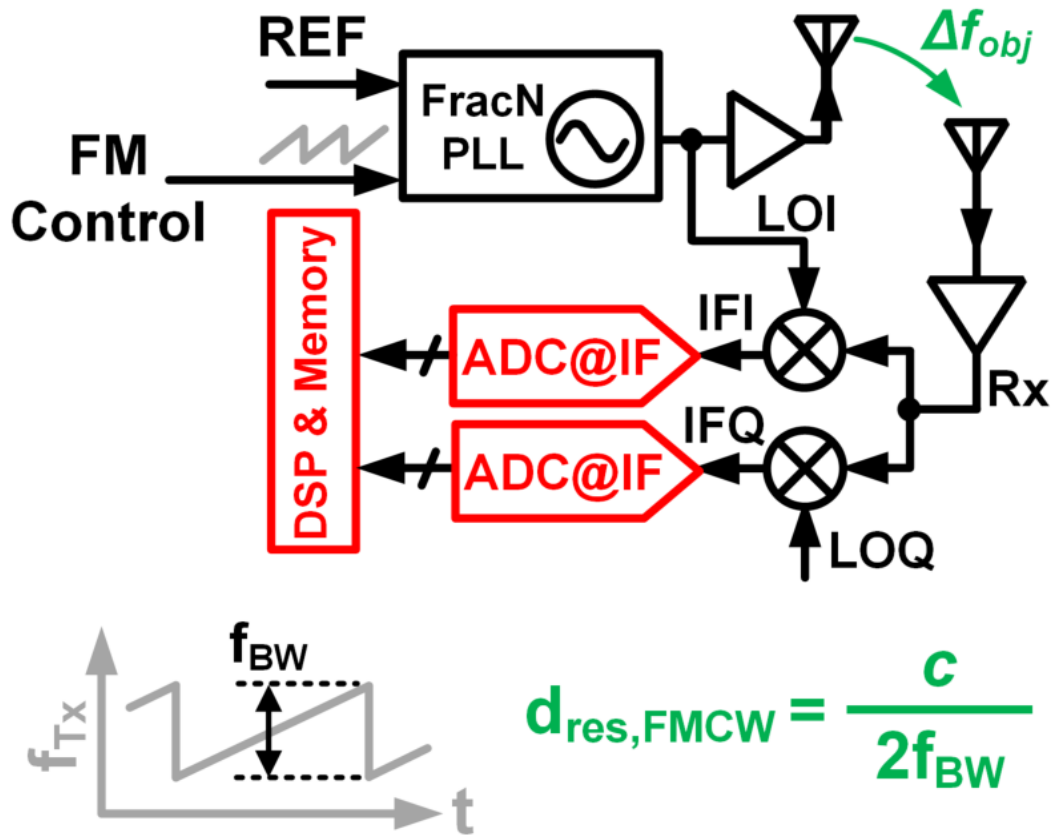 REF
Δf_obj
FracN
PLL
FM
Control
LOI
IFI
ADC@IF
Rx
DSP & Memory
IFQ
ADC@IF
LOQ
f_BW
f_Tx
t
d_res,FMCW = c / 2f_BW